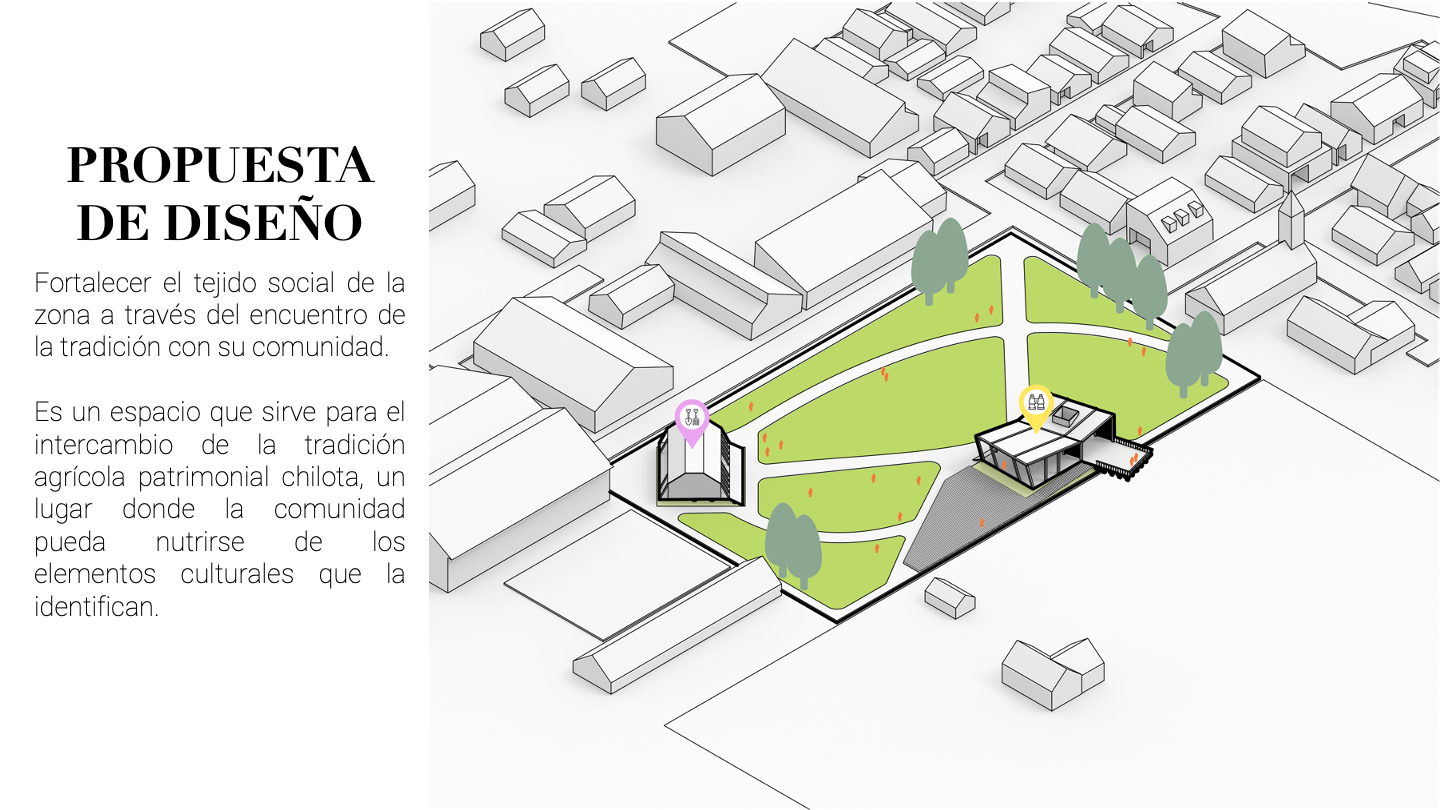 PROPUESTA
DE DISEÑO
Fortalecer el tejido social de la
zona a través del encuentro de
la tradición con su comunidad.
Es un espacio que sirve para el
intercambio de la tradición
agrícola patrimonial chilota, un
lugar donde la comunidad
pueda nutrirse de los
elementos culturales que la
identifican.